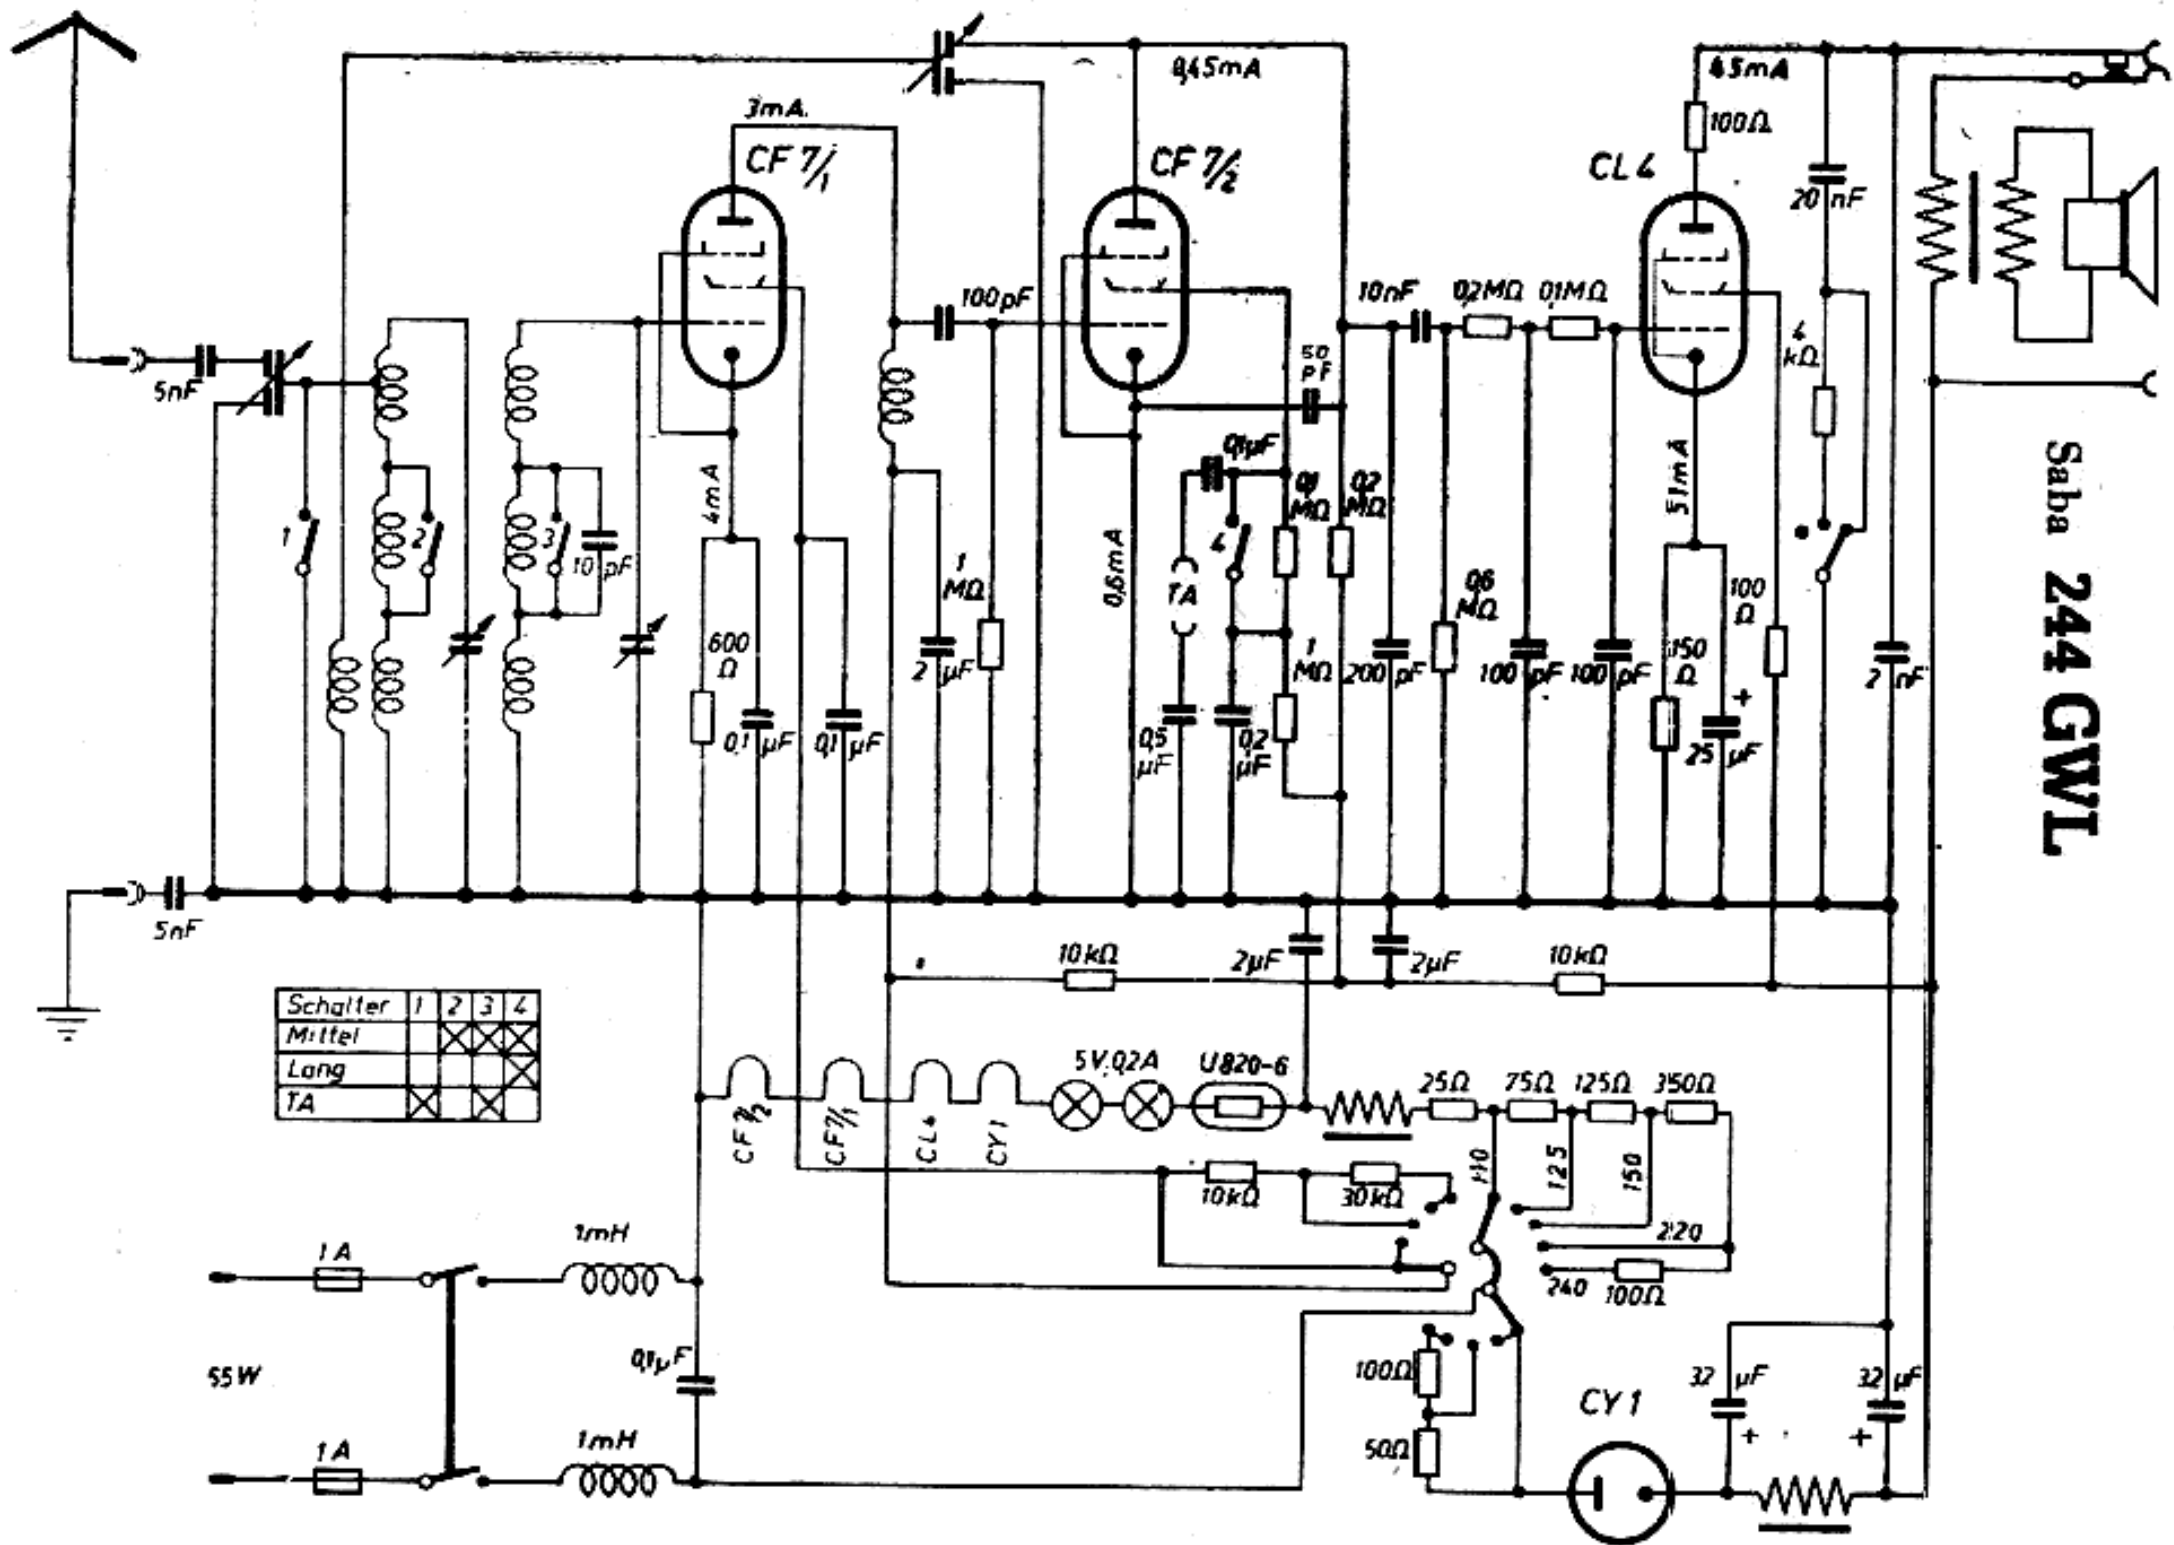 0,45mA
45mA
3mA.
100Ω
CF 7/1
CF 7/2
CL 4
20 nF
100pF
10nF
0,2MΩ
0,1MΩ
4 kΩ
50 pF
5nF
Saba 244 GWL
0,1µF
4mA
51mA
0,1 MΩ
0,2 MΩ
1
2
3
4
10 pF
0,6mA
TA
1 MΩ
100 Ω
0,6 MΩ
600 Ω
2 µF
1 MΩ
200 pF
100 pF
100 pF
150 Ω
2 nF
+
0,1 µF
0,1 µF
0,5 µF
0,2 µF
25 µF
5nF
10kΩ
2µF
2µF
10kΩ
Schalter 1 2 3 4
Mittel
Lang
TA
5V.0,2A
U820-6
25Ω
75Ω
125Ω
350Ω
CF7/2
CF7/1
CL4
CY1
110
125
150
10kΩ
30kΩ
220
240
100Ω
1A
1mH
55W
0,1µF
100Ω
32 µF
32 µF
CY 1
+
+
50Ω
1A
1mH